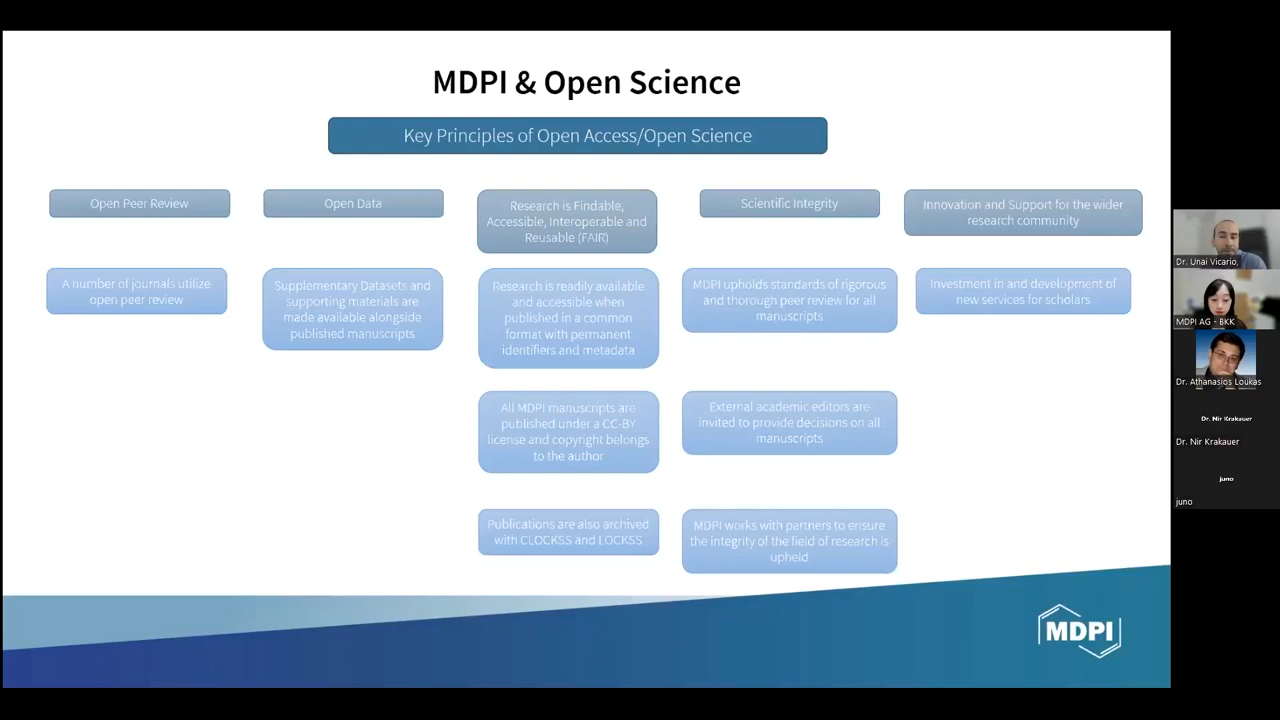 MDPI & Open Science
Key Principles of Open Access/Open Science
Open Peer Review
A number of journals utilize
open peer review
Open Data
Supplementary Datasets and
supporting materials are
made available alongside
published manuscripts
Research is Findable,
Accessible, Interoperable and
Reusable (FAIR)
Research is readily available
and accessible when
published in a common
format with permanent
identifiers and metadata
All MDPI manuscripts are
published under a CC-BY
license and copyright belongs
to the author
Publications are also archived
with CLOCKSS and LOCKSS
Scientific Integrity
MDPI upholds standards of rigorous
and thorough peer review for all
manuscripts
External academic editors are
invited to provide decisions on all
manuscripts
MDPI works with partners to ensure
the integrity of the field of research is
upheld
Innovation and Support for the wider
research community
Investment in and development of
new services for scholars
MDPI
Dr. Unai Vicario,
MDPI AG - BKK
Dr. Athanasios Loukas
Dr. Nir Krakauer
Dr. Nir Krakauer
juno
juno